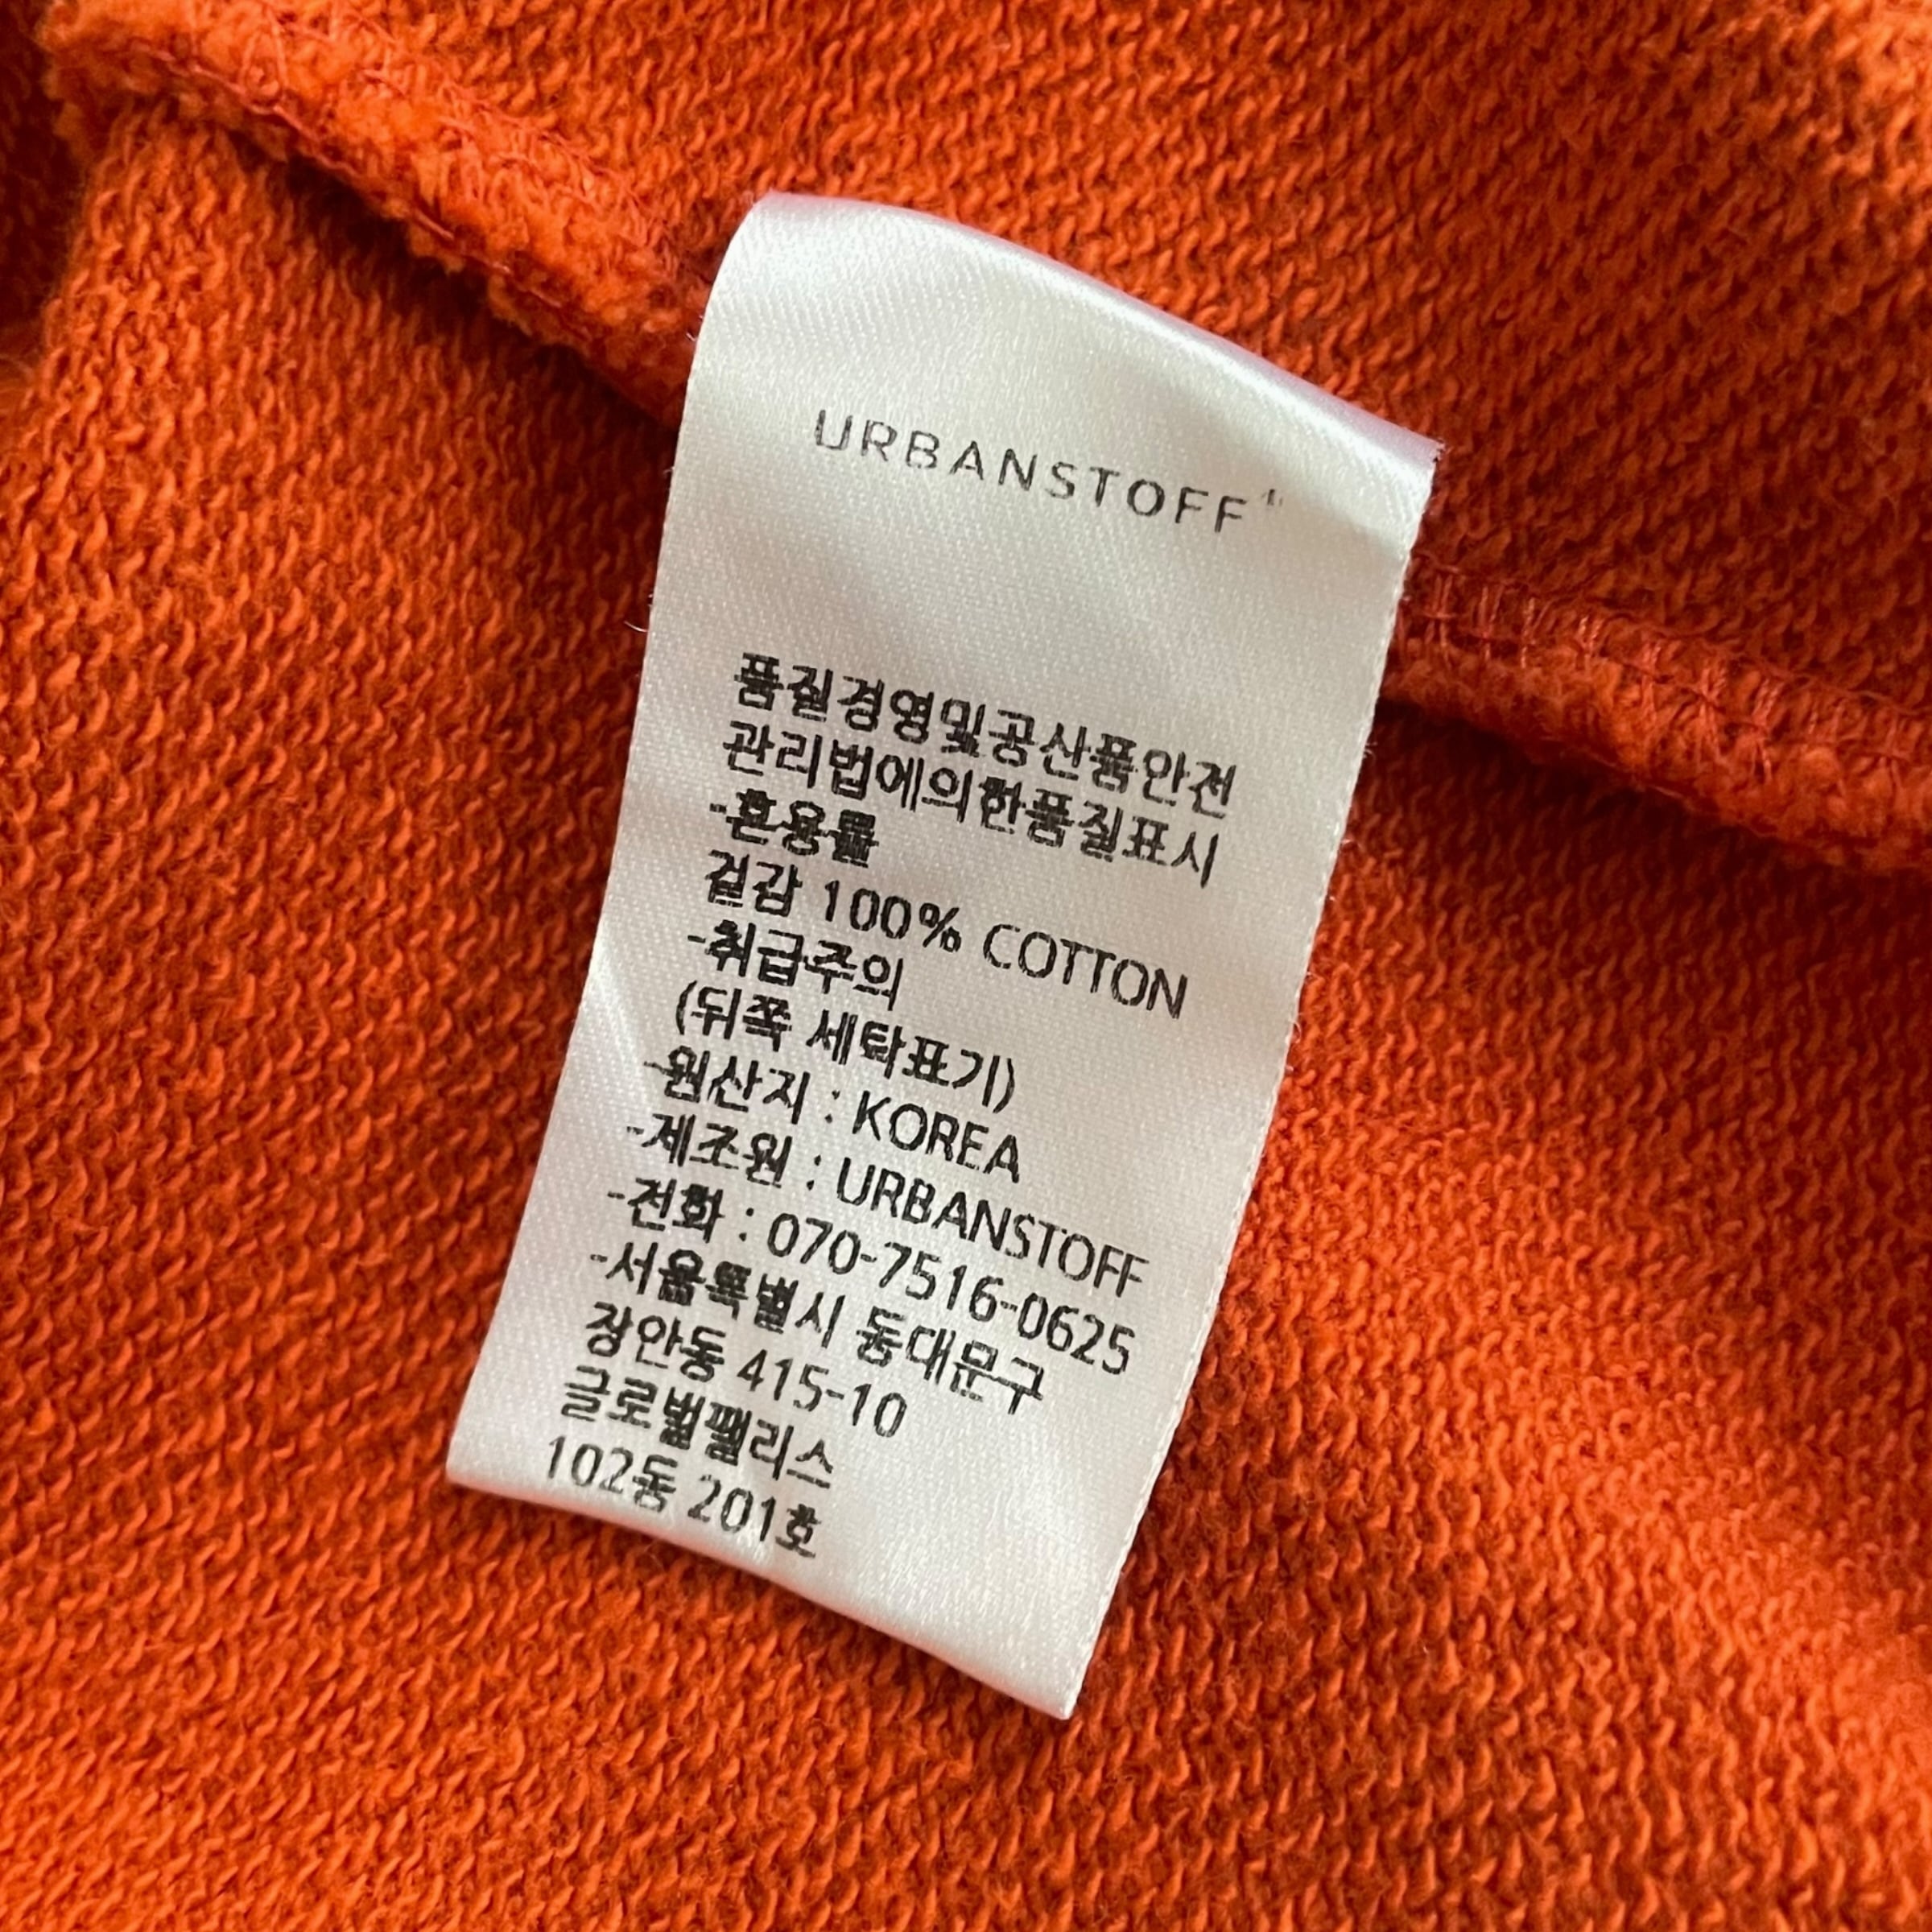 URBANSTOFF"
품질경영및공산품안전
관리법에의한품질표시
-혼용률
겉감 100% COTTON
-취급주의
(뒤쪽 세탁표기)
-원산지 : KOREA
-제조원 : URBANSTOFF
-전화 : 070-7516-0625
-서울특별시 동대문구
장안동 415-10
글로벌팰리스
102동 201호